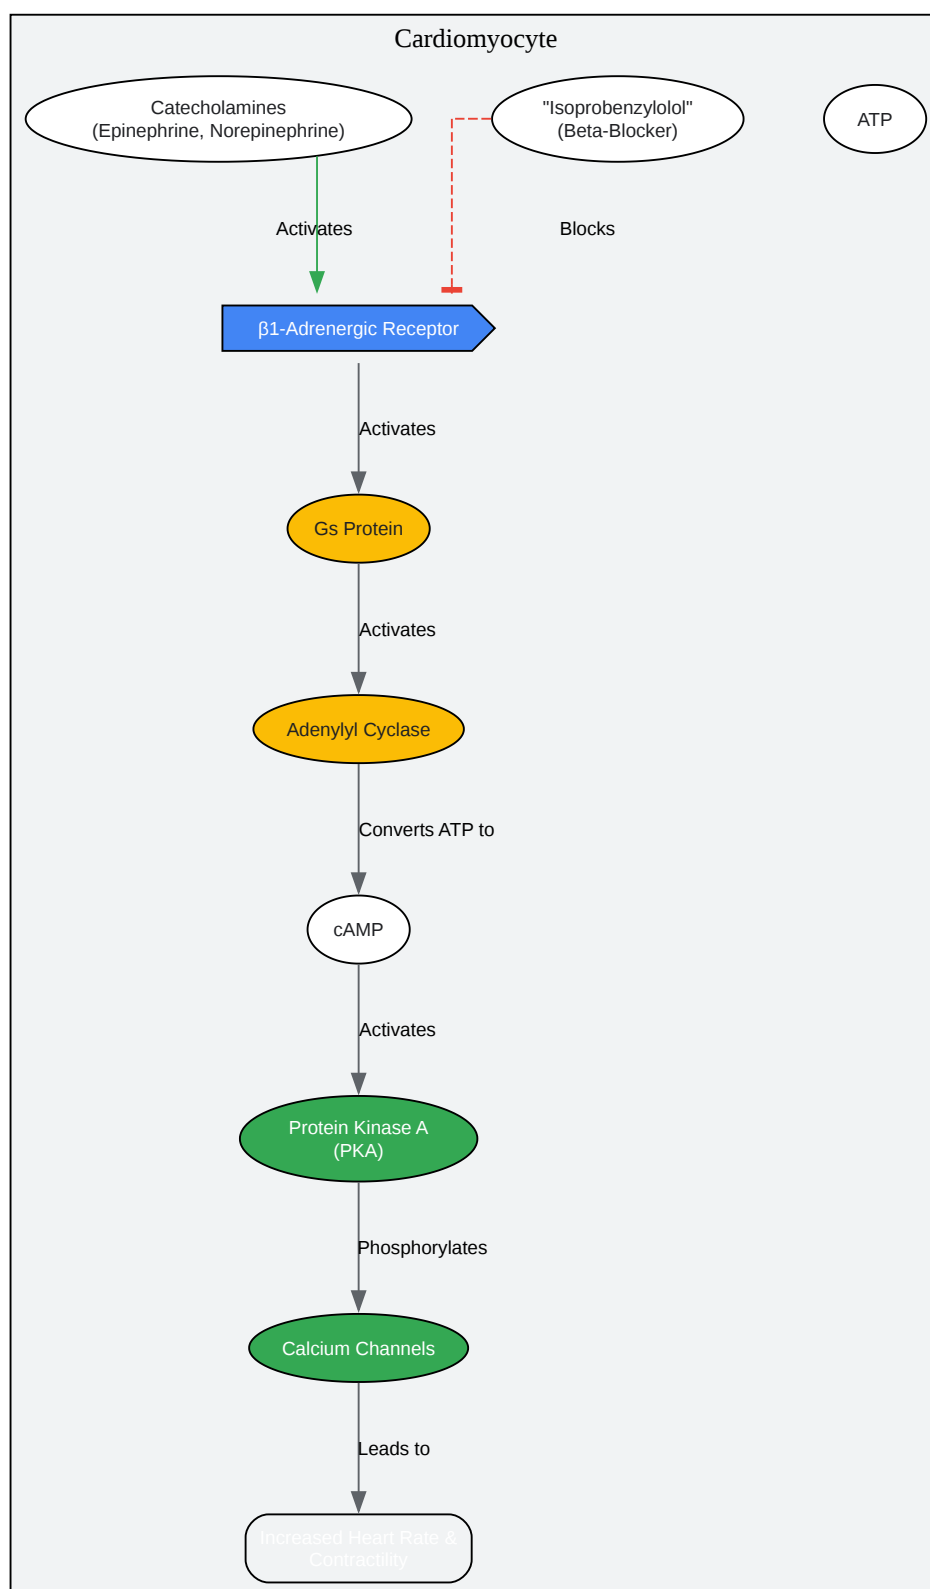 Cardiomyocyte
Catecholamines
(Epinephrine, Norepinephrine)
"Isoprobenzylolol"
(Beta-Blocker)
ATP
Activates
Blocks
β1-Adrenergic Receptor
Activates
Gs Protein
Activates
Adenylyl Cyclase
Converts ATP to
cAMP
Activates
Protein Kinase A
(PKA)
Phosphorylates
Calcium Channels
Leads to
Increased Heart Rate &
Contractility